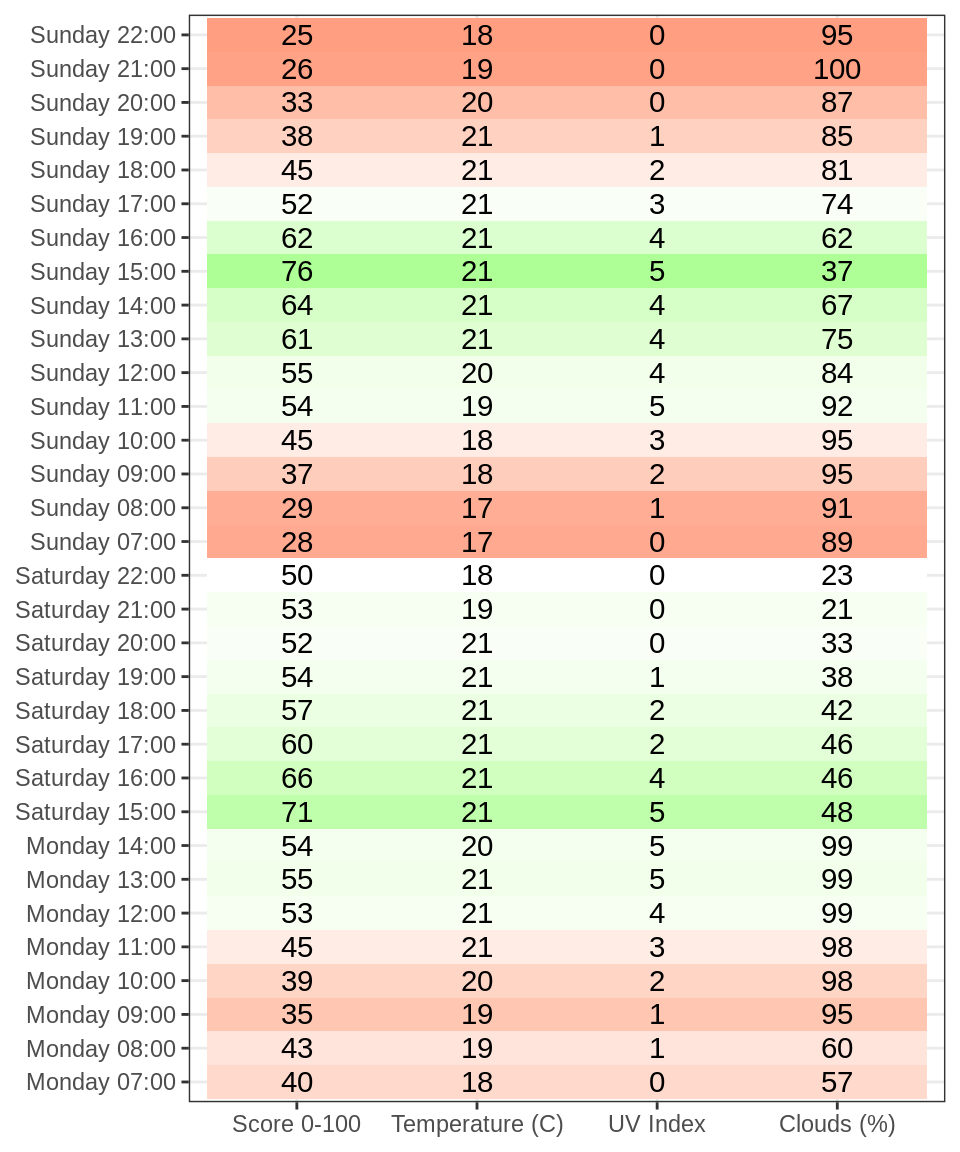 Sunday 22:00 25 18 0 95
Sunday 21:00 26 19 0 100
Sunday 20:00 33 20 0 87
Sunday 19:00 38 21 1 85
Sunday 18:00 45 21 2 81
Sunday 17:00 52 21 3 74
Sunday 16:00 62 21 4 62
Sunday 15:00 76 21 5 37
Sunday 14:00 64 21 4 67
Sunday 13:00 61 21 4 75
Sunday 12:00 55 20 4 84
Sunday 11:00 54 19 5 92
Sunday 10:00 45 18 3 95
Sunday 09:00 37 18 2 95
Sunday 08:00 29 17 1 91
Sunday 07:00 28 17 0 89
Saturday 22:00 50 18 0 23
Saturday 21:00 53 19 0 21
Saturday 20:00 52 21 0 33
Saturday 19:00 54 21 1 38
Saturday 18:00 57 21 2 42
Saturday 17:00 60 21 2 46
Saturday 16:00 66 21 4 46
Saturday 15:00 71 21 5 48
Monday 14:00 54 20 5 99
Monday 13:00 55 21 5 99
Monday 12:00 53 21 4 99
Monday 11:00 45 21 3 98
Monday 10:00 39 20 2 98
Monday 09:00 35 19 1 95
Monday 08:00 43 19 1 60
Monday 07:00 40 18 0 57
Score 0-100 Temperature (C) UV Index Clouds (%)